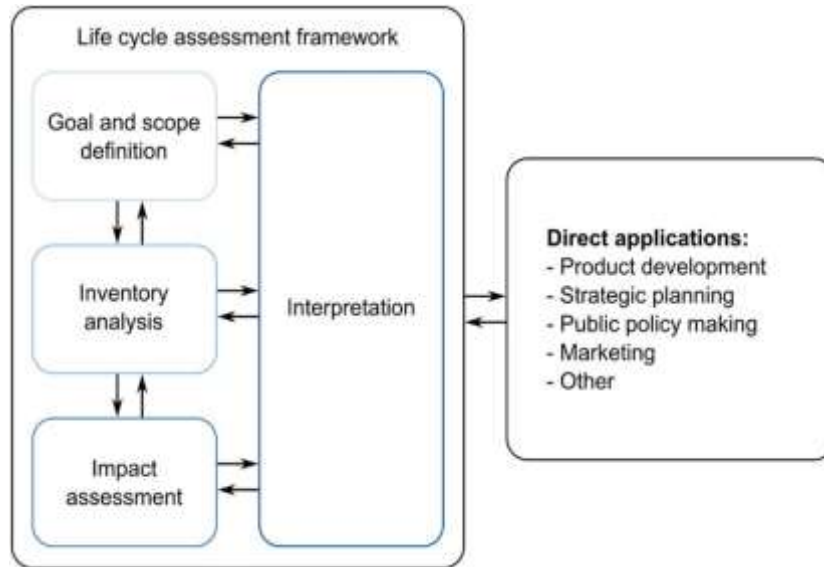 Life cycle assessment framework
Goal and scope
definition
Inventory
analysis
Impact
assessment
Interpretation
Direct applications:
- Product development
- Strategic planning
- Public policy making
- Marketing
- Other